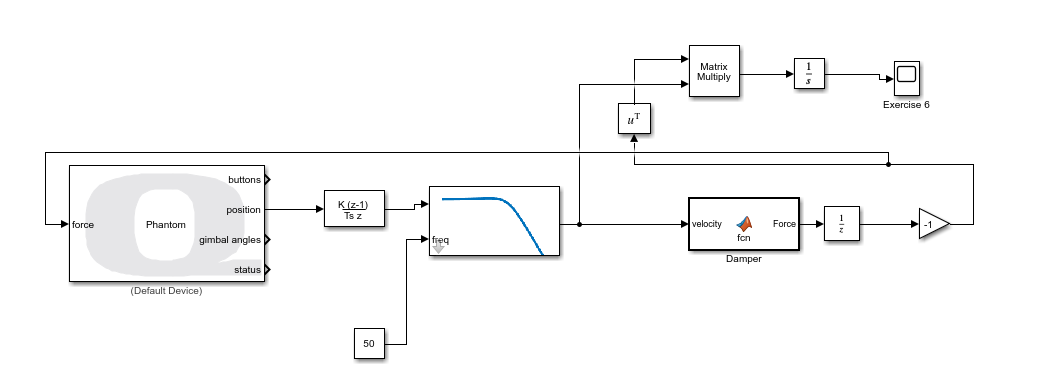 Matrix
Multiply
1
s
Exercise 6
u^T
buttons
force
Phantom
position
gimbal angles
status
(Default Device)
K (z-1)
Ts z
freq
50
velocity
fcn
Force
Damper
1
z
-1